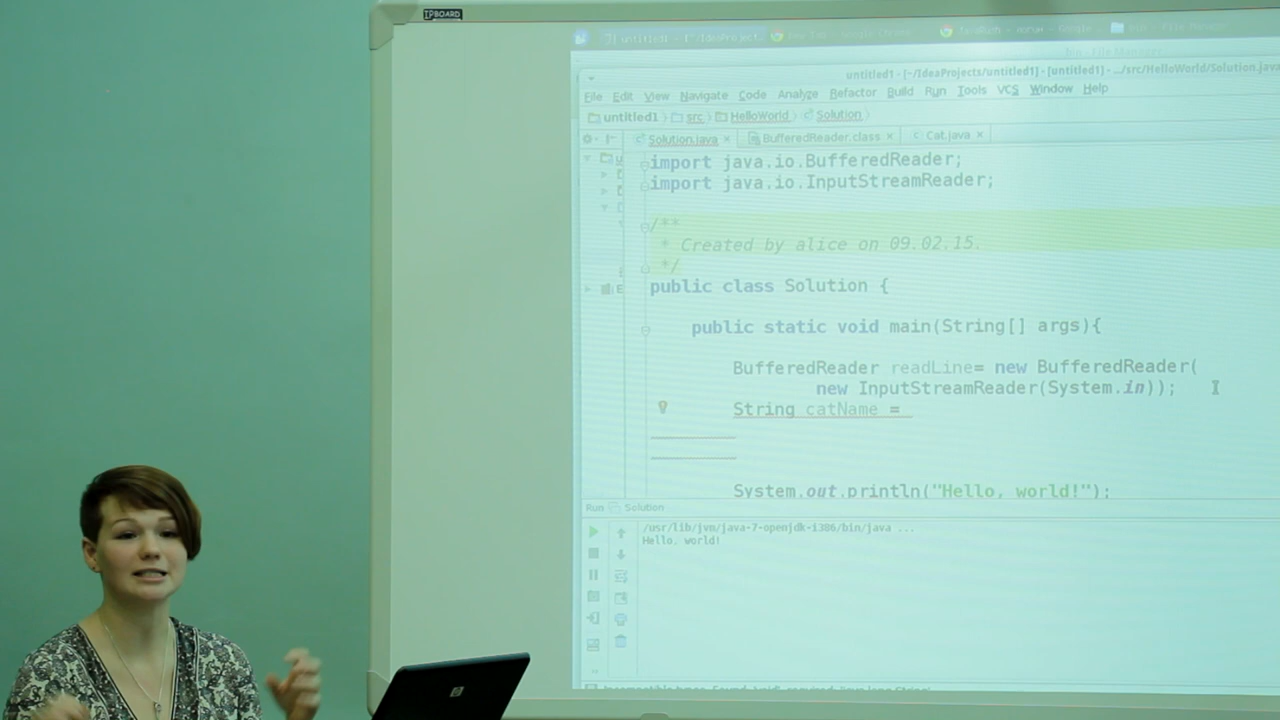 IPBOARD
untitled1 - [~/IdeaProjects/untitled1] - [untitled1] - .../src/HelloWorld/Solution.java
File Edit View Navigate Code Analyze Refactor Build Run Tools VCS Window Help
untitled1 src HelloWorld Solution
Solution.java × BufferedReader.class × Cat.java ×
import java.io.BufferedReader;
import java.io.InputStreamReader;
/**
* Created by alice on 09.02.15.
*/
public class Solution {
public static void main(String[] args){
BufferedReader readLine= new BufferedReader(
new InputStreamReader(System.in));
String catName =
System.out.println("Hello, world!");
Run Solution
/usr/lib/jvm/java-7-openjdk-i386/bin/java ...
Hello, world!
hp